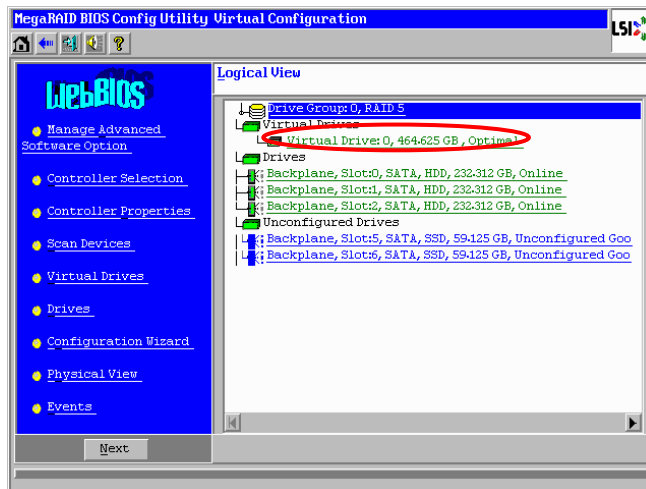 MegaRAID BIOS Config Utility Virtual Configuration
LSI
WebBIOS
Manage Advanced
Software Option
Controller Selection
Controller Properties
Scan Devices
Virtual Drives
Drives
Configuration Wizard
Physical View
Events
Next
Logical View
Drive Group: 0, RAID 5
Virtual Drives
Virtual Drive: 0, 464.625 GB, Optimal
Drives
Backplane, Slot:0, SATA, HDD, 232.312 GB, Online
Backplane, Slot:1, SATA, HDD, 232.312 GB, Online
Backplane, Slot:2, SATA, HDD, 232.312 GB, Online
Unconfigured Drives
Backplane, Slot:5, SATA, SSD, 59.125 GB, Unconfigured Goo
Backplane, Slot:6, SATA, SSD, 59.125 GB, Unconfigured Goo